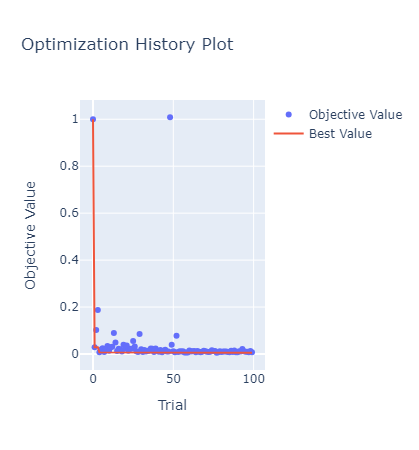 Optimization History Plot
Objective Value
Best Value
Objective Value
1
0.8
0.6
0.4
0.2
0
0
50
100
Trial